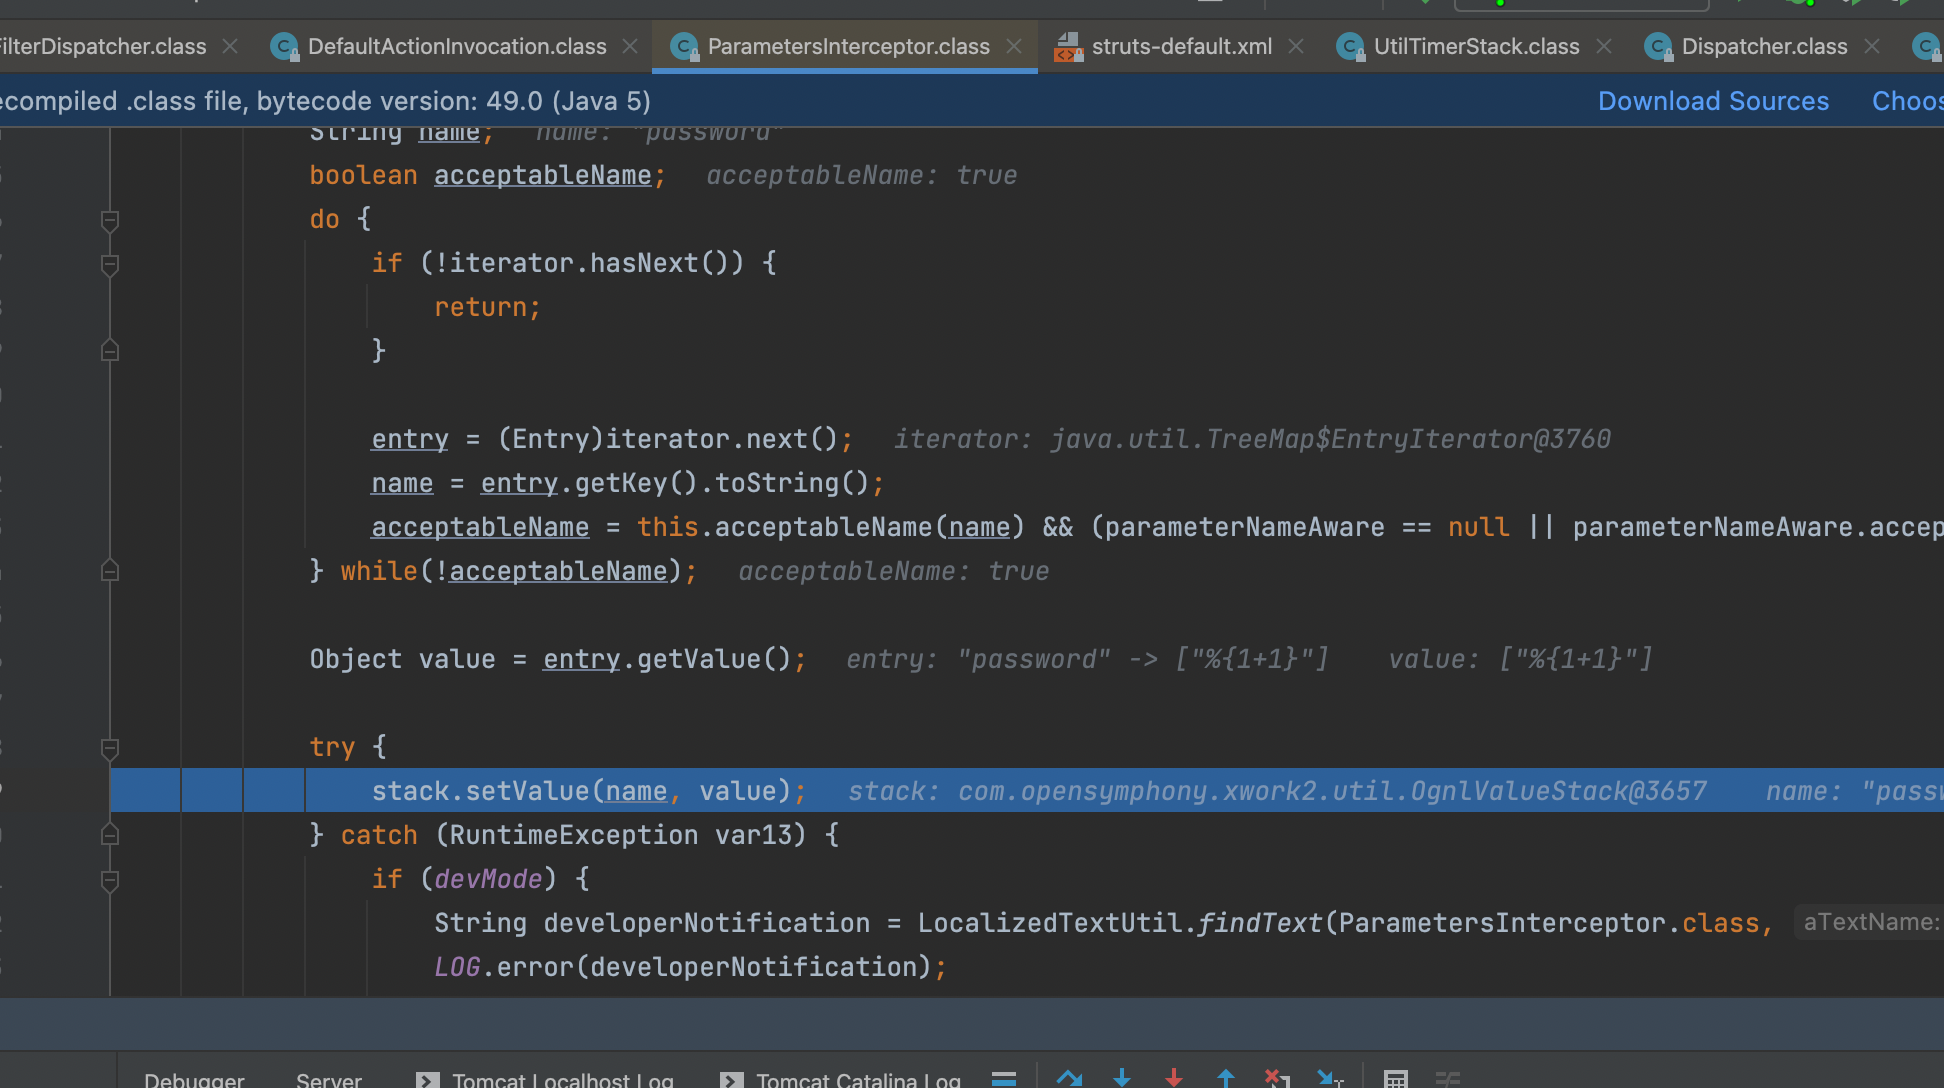 ilterDispatcher.class DefaultActionInvocation.class ParametersInterceptor.class struts-default.xml UtilTimerStack.class Dispatcher.class
ecompiled .class file, bytecode version: 49.0 (Java 5) Download Sources Choos
String name; name: "password"
boolean acceptableName; acceptableName: true
do {
if (!iterator.hasNext()) {
return;
}
entry = (Entry)iterator.next(); iterator: java.util.TreeMap$EntryIterator@3760
name = entry.getKey().toString();
acceptableName = this.acceptableName(name) && (parameterNameAware == null || parameterNameAware.accep
} while(!acceptableName); acceptableName: true
Object value = entry.getValue(); entry: "password" -> ["%{1+1}"] value: ["%{1+1}"]
try {
stack.setValue(name, value); stack: com.opensymphony.xwork2.util.OgnlValueStack@3657 name: "passw
} catch (RuntimeException var13) {
if (devMode) {
String developerNotification = LocalizedTextUtil.findText(ParametersInterceptor.class, aTextName:
LOG.error(developerNotification);
Debugger Server Tomcat Localhost Log Tomcat Catalina Log